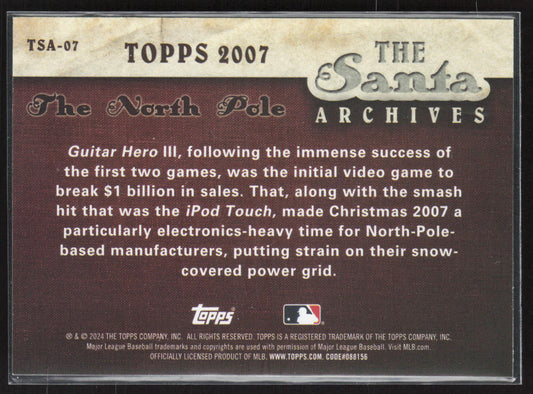 TSA-07
TOPPS 2007
THE
Santa
ARCHIVES
The North Pole
Guitar Hero III, following the immense success of
the first two games, was the initial video game to
break $1 billion in sales. That, along with the smash
hit that was the iPod Touch, made Christmas 2007 a
particularly electronics-heavy time for North-Pole-
based manufacturers, putting strain on their snow-
covered power grid.
topps®
® & © 2024 THE TOPPS COMPANY, INC. ALL RIGHTS RESERVED. TOPPS IS A REGISTERED TRADEMARK OF THE TOPPS COMPANY, INC.
Major League Baseball trademarks and copyrights are used with permission of Major League Baseball. Visit MLB.com.
OFFICIALLY LICENSED PRODUCT OF MLB. WWW.TOPPS.COM. CODE#088156